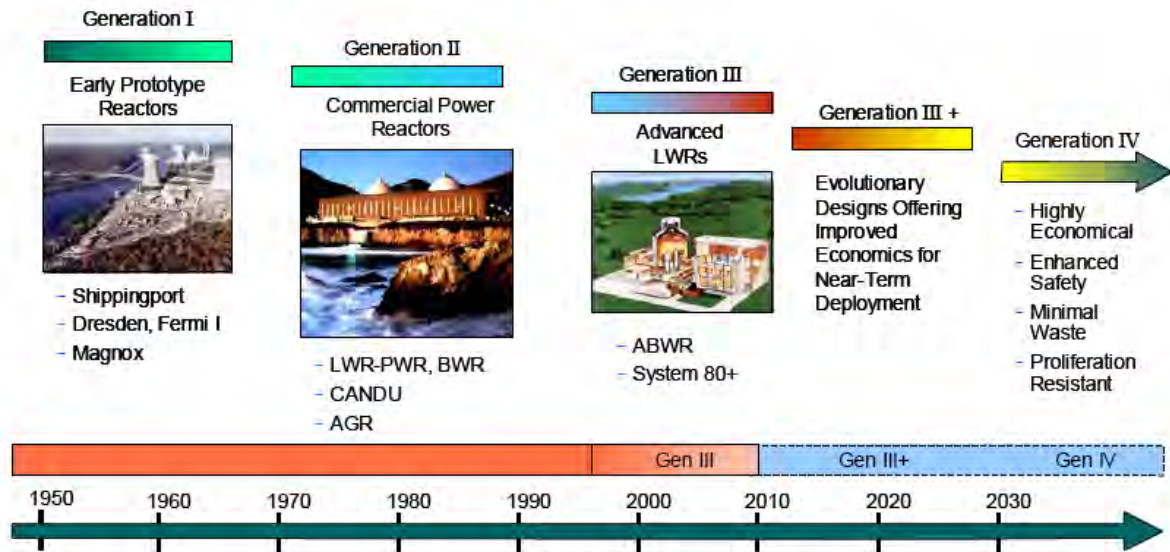 Generation I
Early Prototype
Reactors
- Shippingport
- Dresden, Fermi I
- Magnox
Generation II
Commercial Power
Reactors
- LWR-PWR, BWR
- CANDU
- AGR
Generation III
Advanced
LWRs
- ABWR
- System 80+
Generation III +
Evolutionary
Designs Offering
Improved
Economics for
Near-Term
Deployment
Generation IV
- Highly
Economical
- Enhanced
Safety
- Minimal
Waste
- Proliferation
Resistant
Gen III
Gen III+
Gen IV
1950
1960
1970
1980
1990
2000
2010
2020
2030